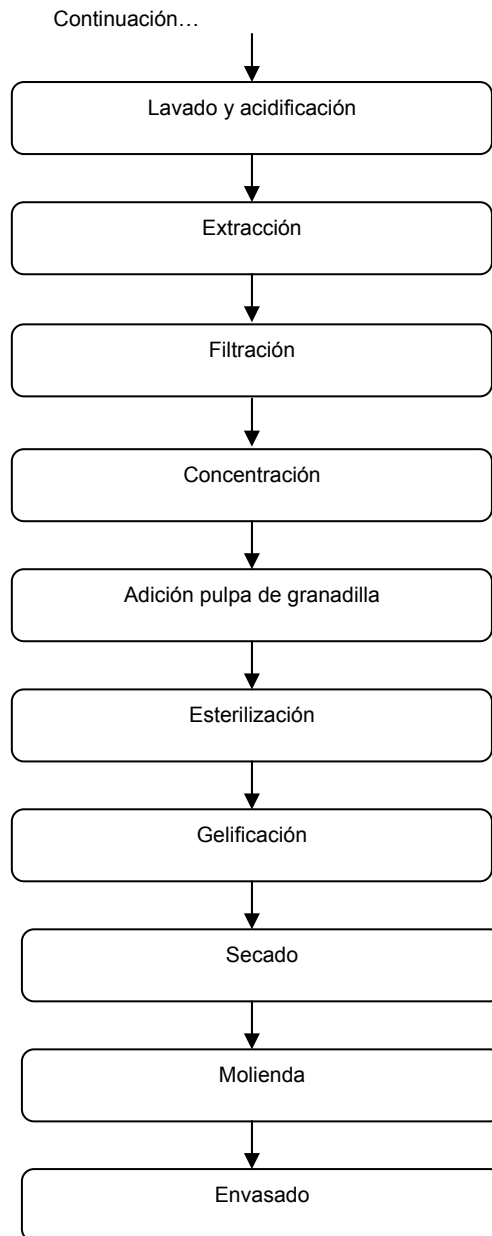 Continuación…
Lavado y acidificación
Extracción
Filtración
Concentración
Adición pulpa de granadilla
Esterilización
Gelificación
Secado
Molienda
Envasado